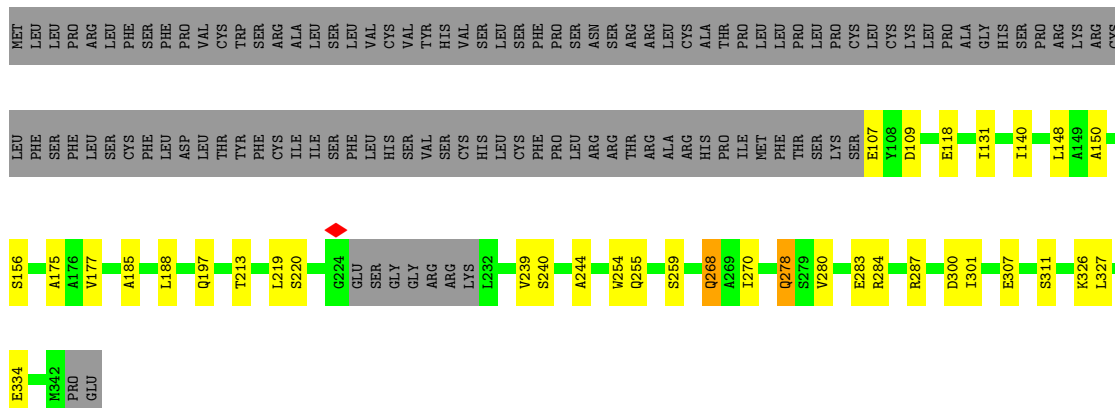 MET LEU LEU PRO ARG LEU PHE SER PHE PRO VAL CYS TRP SER ARG ALA LEU SER LEU VAL CYS VAL TYR HIS VAL SER LEU SER PHE PRO SER ASN SER ARG ARG LEU CYS ALA THR PRO LEU LEU PRO LEU PRO CYS LEU CYS LYS LEU PRO ALA GLY HIS SER PRO ARG LYS ARG CYS
LEU PHE SER PHE LEU SER CYS PHE LEU ASP LEU THR TYR PHE CYS ILE ILE SER PHE LEU HIS SER VAL SER CYS HIS LEU CYS PHE PRO LEU ARG ARG THR ARG ALA ARG HIS PRO ILE MET PHE THR SER LYS SER E107 Y108 D109 E118 I131 I140 L148 A149 A150
S156 A175 A176 V177 A185 L188 Q197 T213 L219 S220 G224 GLU SER GLY GLY ARG ARG LYS L232 V239 S240 A244 W254 Q255 S259 Q268 A269 I270 Q278 S279 V280 E283 R284 R287 D300 I301 E307 S311 K326 L327
E334 M342 PRO GLU